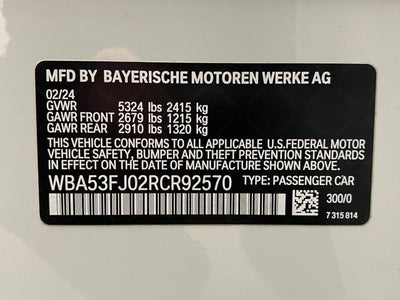 MFD BY BAYERISCHE MOTOREN WERKE AG
02/24
GVWR 5324 lbs 2415 kg
GAWR FRONT 2679 lbs 1215 kg
GAWR REAR 2910 lbs 1320 kg
THIS VEHICLE CONFORMS TO ALL APPLICABLE U.S.FEDERAL MOTOR
VEHICLE SAFETY, BUMPER AND THEFT PREVENTION STANDARDS IN
EFFECT ON THE DATE OF MANUFACTURE SHOWN ABOVE.
WBA53FJ02RCR92570 TYPE: PASSENGER CAR
300/0
7 315 814